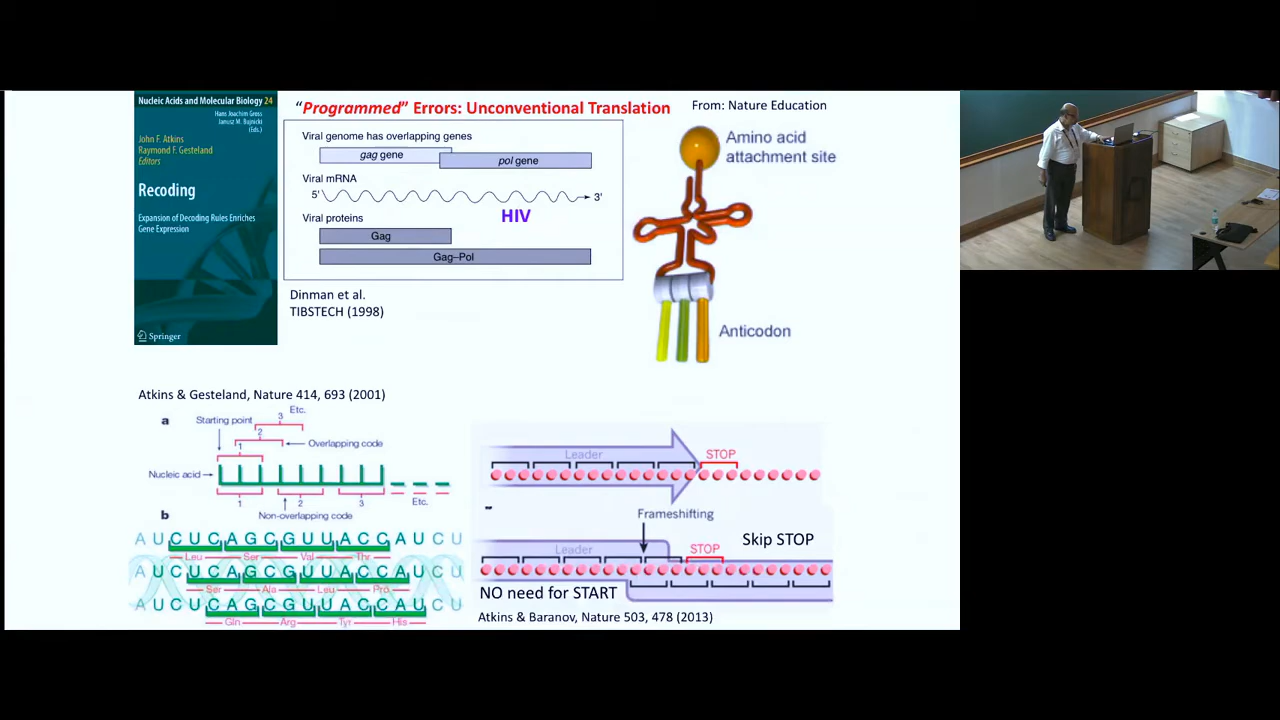 Nucleic Acids and Molecular Biology 24
Hans Joachim Gross
Janusz M. Bujnicki
(Eds.)
John F. Atkins
Raymond F. Gesteland
Editors
Recoding
Expansion of Decoding Rules Enriches
Gene Expression
Springer
“Programmed” Errors: Unconventional Translation
Viral genome has overlapping genes
gag gene
pol gene
Viral mRNA
5'
3'
HIV
Viral proteins
Gag
Gag–Pol
Dinman et al.
TIBSTECH (1998)
From: Nature Education
Amino acid
attachment site
Anticodon
Atkins & Gesteland, Nature 414, 693 (2001)
a
Starting point
3
Etc.
2
1
Overlapping code
Nucleic acid
1
2
3
Etc.
Non-overlapping code
b
A U C U C A G C G U U A C C A U C U
Leu Ser Val Thr
A U C U C A G C G U U A C C A U C U
Ser Ala Leu Pro
A U C U C A G C G U U A C C A U C U
Gln Arg Tyr His
Leader
STOP
Frameshifting
Skip STOP
Leader
STOP
NO need for START
Atkins & Baranov, Nature 503, 478 (2013)